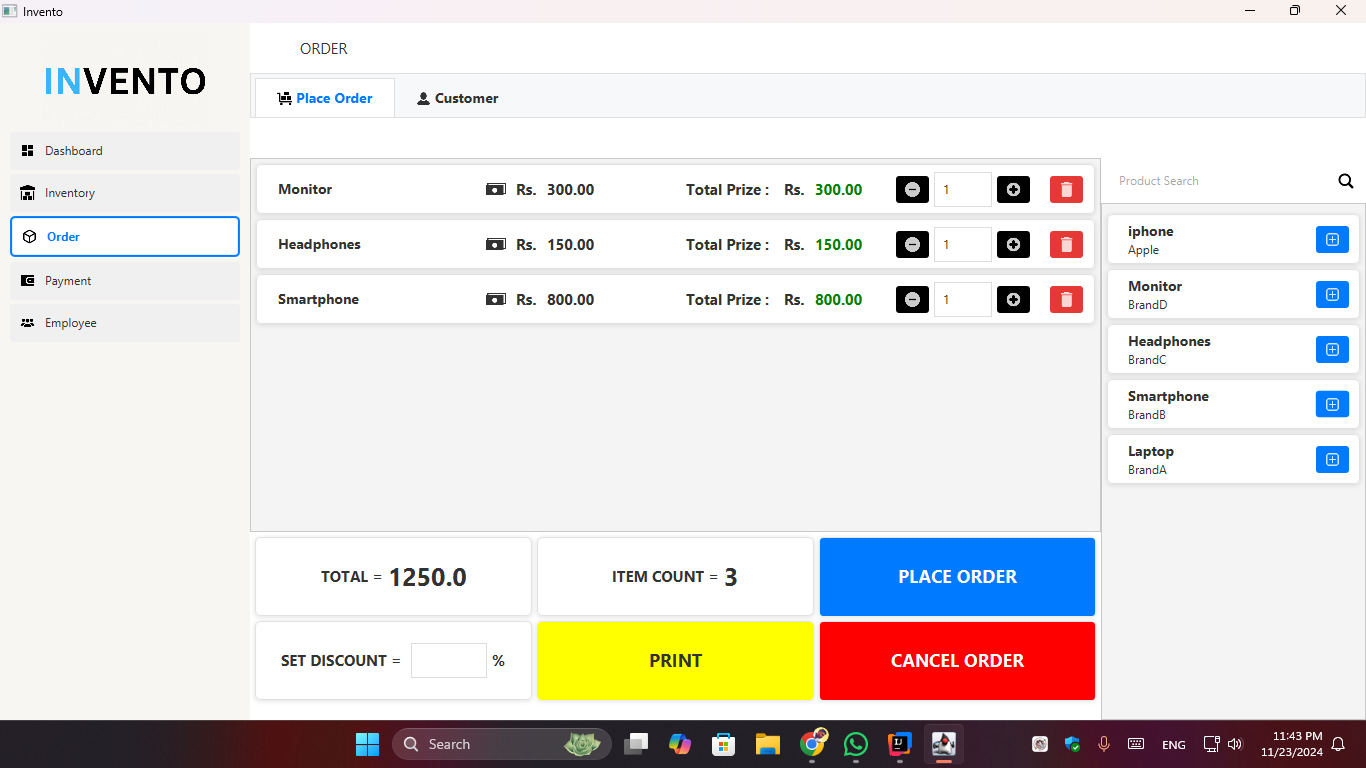 Invento
INVENTO
Dashboard
Inventory
Order
Payment
Employee
ORDER
Place Order
Customer
Monitor Rs. 300.00 Total Prize : Rs. 300.00 1
Headphones Rs. 150.00 Total Prize : Rs. 150.00 1
Smartphone Rs. 800.00 Total Prize : Rs. 800.00 1
Product Search
iphone
Apple
Monitor
BrandD
Headphones
BrandC
Smartphone
BrandB
Laptop
BrandA
TOTAL = 1250.0
ITEM COUNT = 3
PLACE ORDER
SET DISCOUNT = %
PRINT
CANCEL ORDER
Search
ENG
11:43 PM
11/23/2024